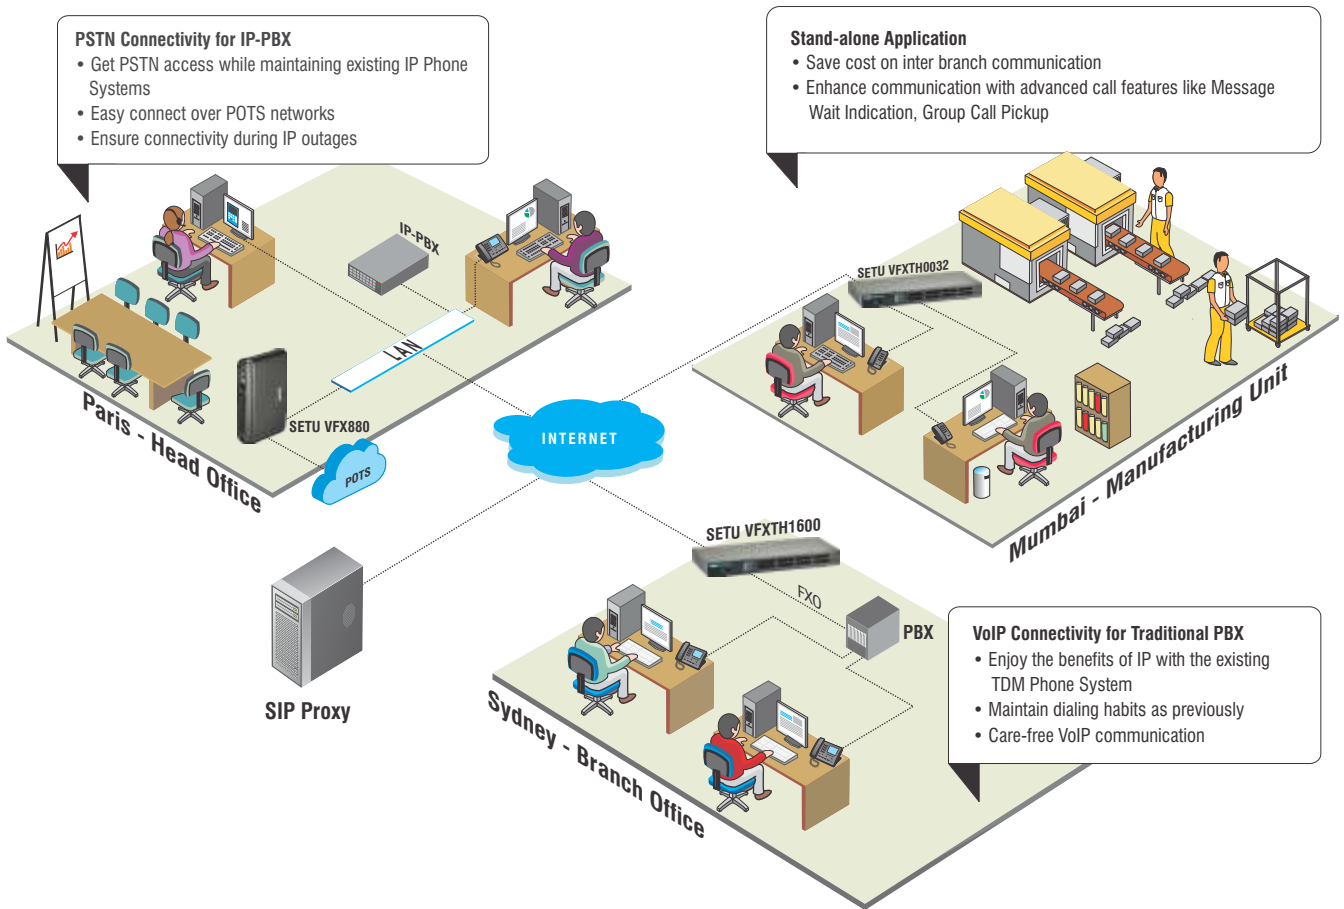 PSTN Connectivity for IP-PBX
• Get PSTN access while maintaining existing IP Phone
Systems
• Easy connect over POTS networks
• Ensure connectivity during IP outages
Stand-alone Application
• Save cost on inter branch communication
• Enhance communication with advanced call features like Message
Wait Indication, Group Call Pickup
IP-PBX
LAN
SETU VFX880
POTS
Paris - Head Office
SETU VFXTH0032
Mumbai - Manufacturing Unit
INTERNET
SIP Proxy
SETU VFXTH1600
FXO
PBX
Sydney - Branch Office
VoIP Connectivity for Traditional PBX
• Enjoy the benefits of IP with the existing
TDM Phone System
• Maintain dialing habits as previously
• Care-free VoIP communication